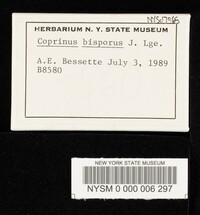 HERBARIUM N. Y. STATE MUSEUM
Coprinus bisporus J. Lge.
A.E. Bessette July 3, 1989
B8580
NEW YORK STATE MUSEUM
NYSM 0 000 006 297